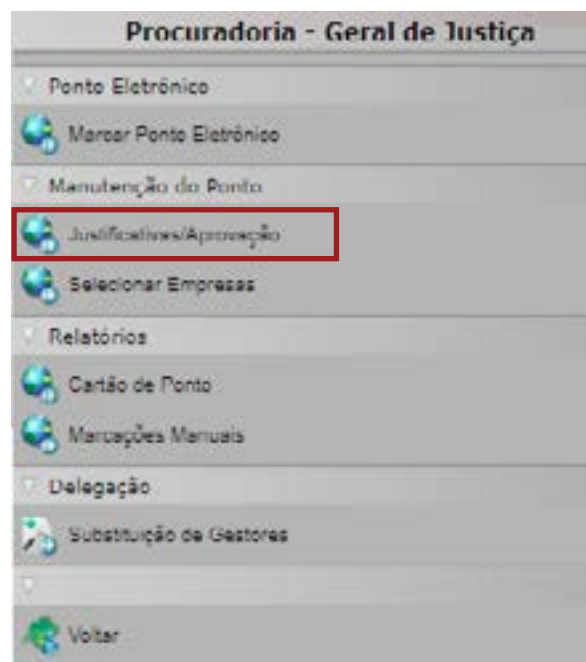 Procuradoria - Geral de Justiça
Ponto Eletrônico
Marcar Ponto Eletrônico
Manutenção do Ponto
Justificativas/Aprovação
Selecionar Empresas
Relatórios
Cartão de Ponto
Marcações Manuais
Delegação
Substituição de Gestores
Voltar